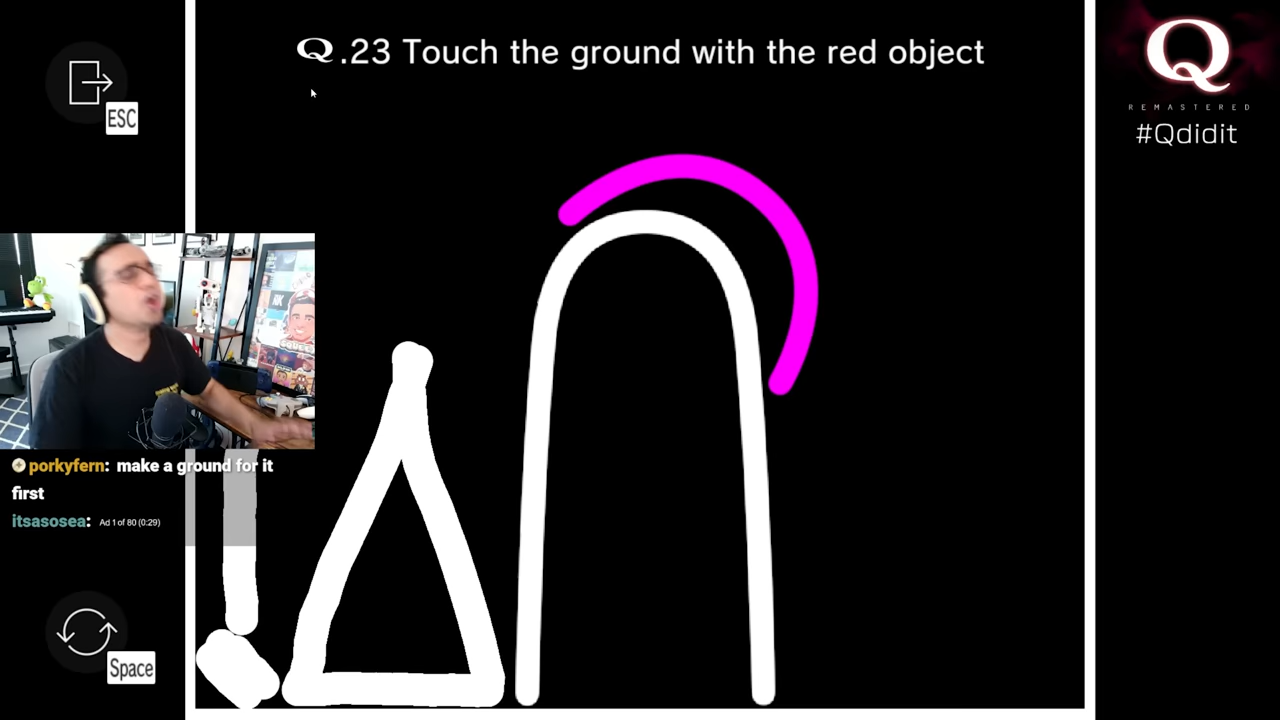 Q.23 Touch the ground with the red object
ESC
Q
REMASTERED
#Qdidit
porkyfern: make a ground for it
first
itsasosea: Ad 1 of 80 (0:29)
Space